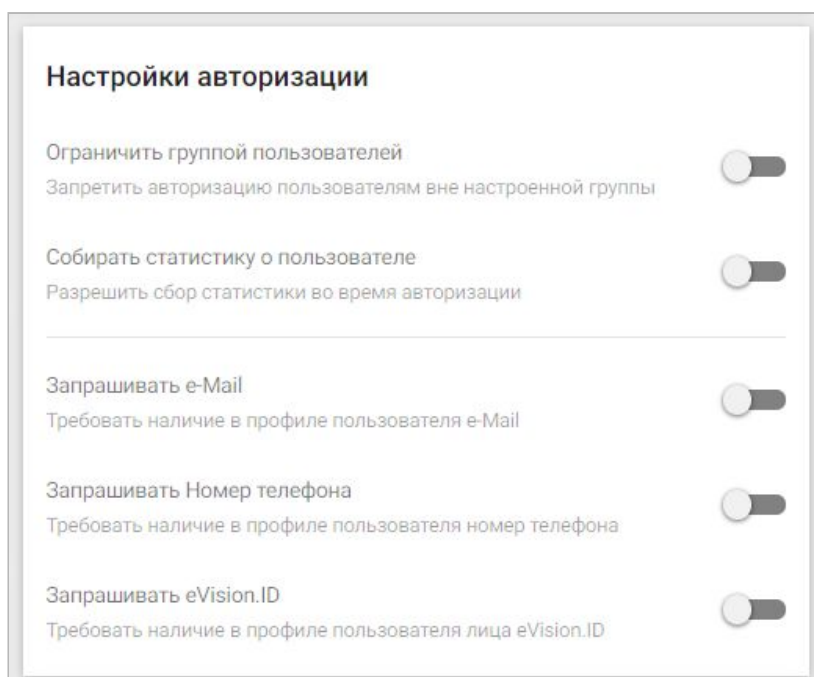 Настройки авторизации
Ограничить группой пользователей
Запретить авторизацию пользователям вне настроенной группы
Собирать статистику о пользователе
Разрешить сбор статистики во время авторизации
Запрашивать e-Mail
Требовать наличие в профиле пользователя e-Mail
Запрашивать Номер телефона
Требовать наличие в профиле пользователя номер телефона
Запрашивать eVision.ID
Требовать наличие в профиле пользователя лица eVision.ID